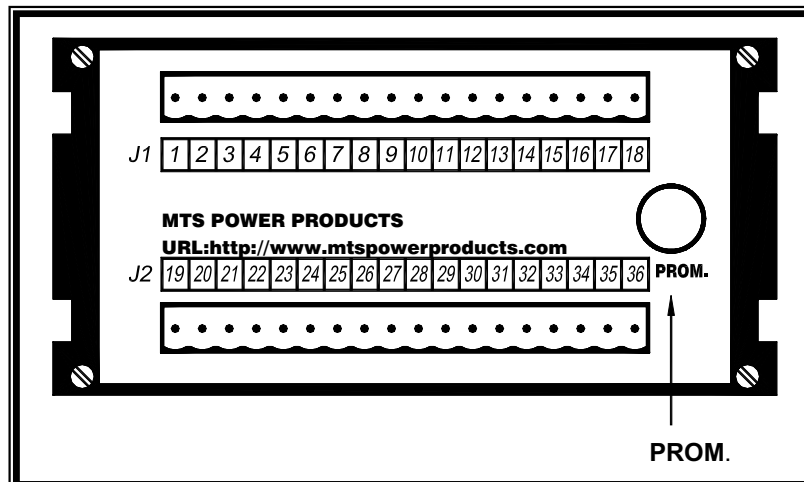 J1 1 2 3 4 5 6 7 8 9 10 11 12 13 14 15 16 17 18
MTS POWER PRODUCTS
URL:http://www.mtspowerproducts.com
J2 19 20 21 22 23 24 25 26 27 28 29 30 31 32 33 34 35 36
PROM.
PROM.